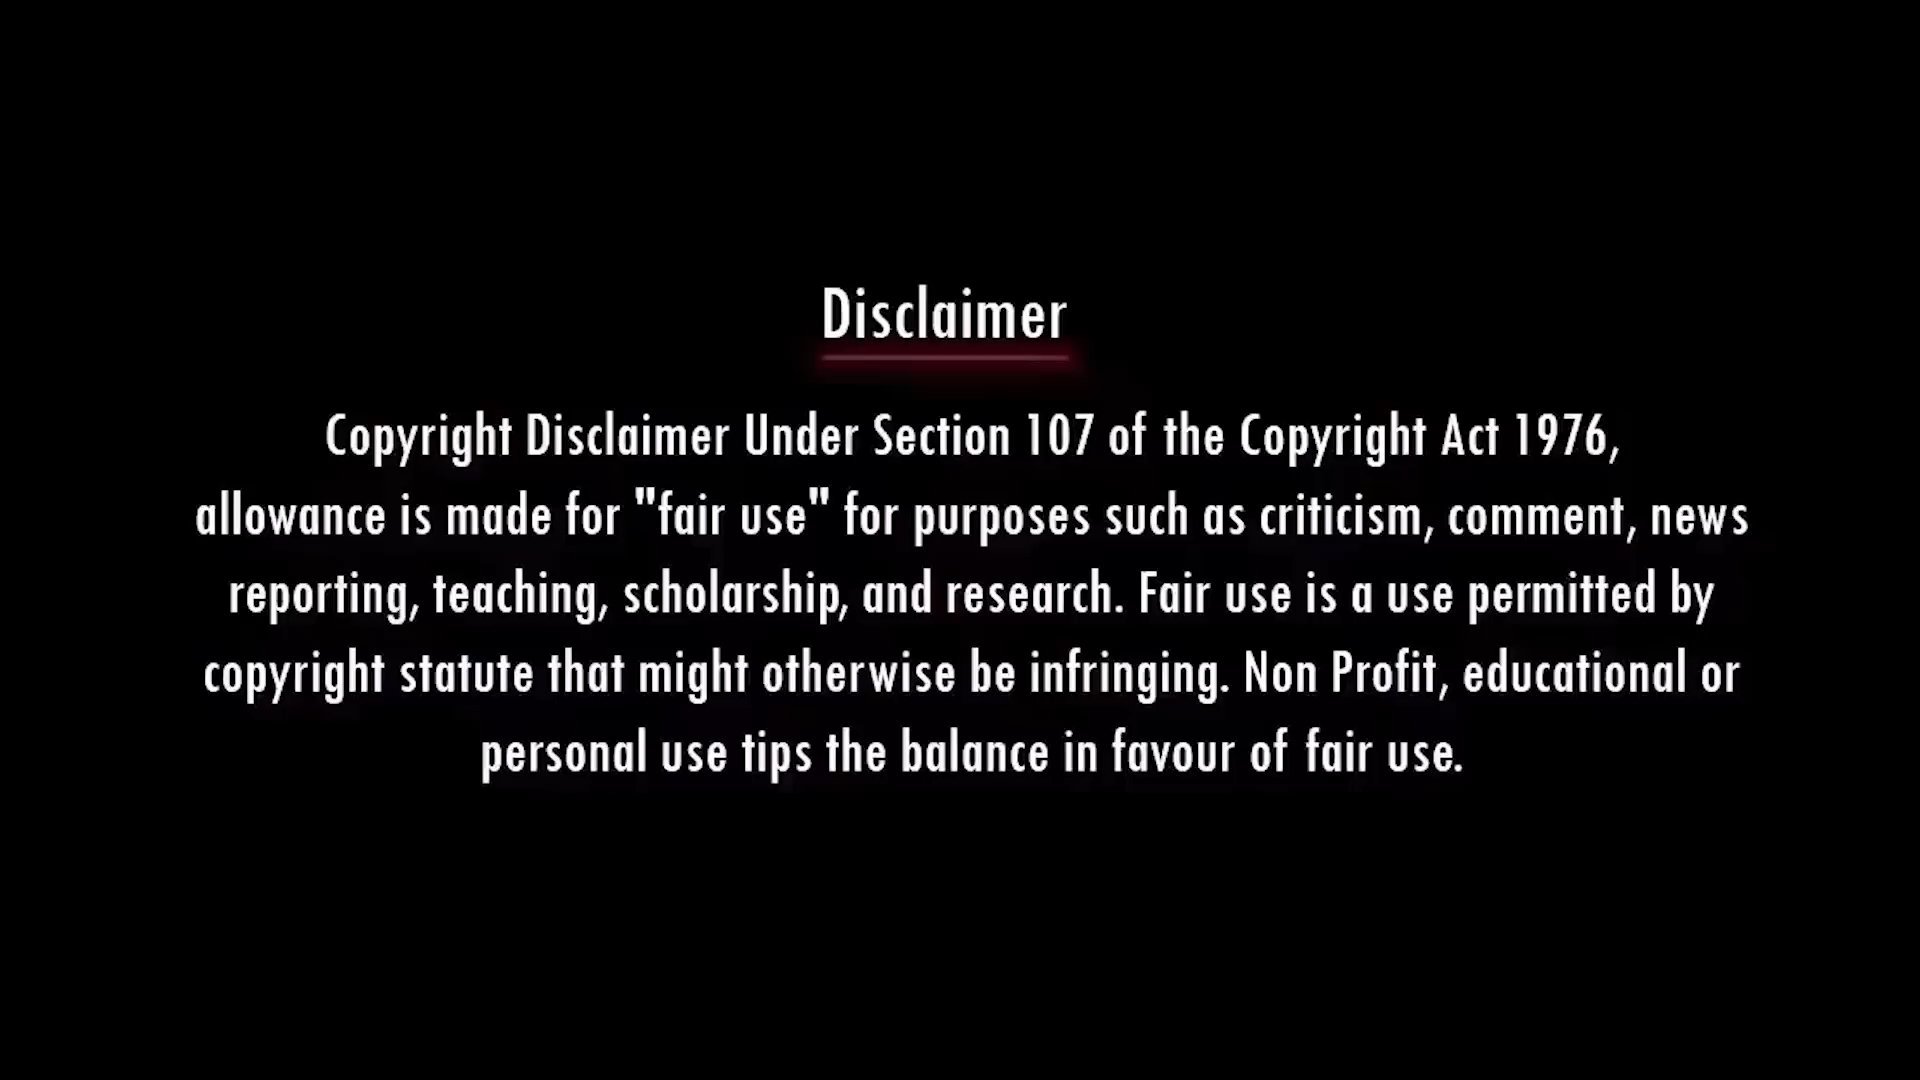 Disclaimer
Copyright Disclaimer Under Section 107 of the Copyright Act 1976,
allowance is made for "fair use" for purposes such as criticism, comment, news
reporting, teaching, scholarship, and research. Fair use is a use permitted by
copyright statute that might otherwise be infringing. Non Profit, educational or
personal use tips the balance in favour of fair use.